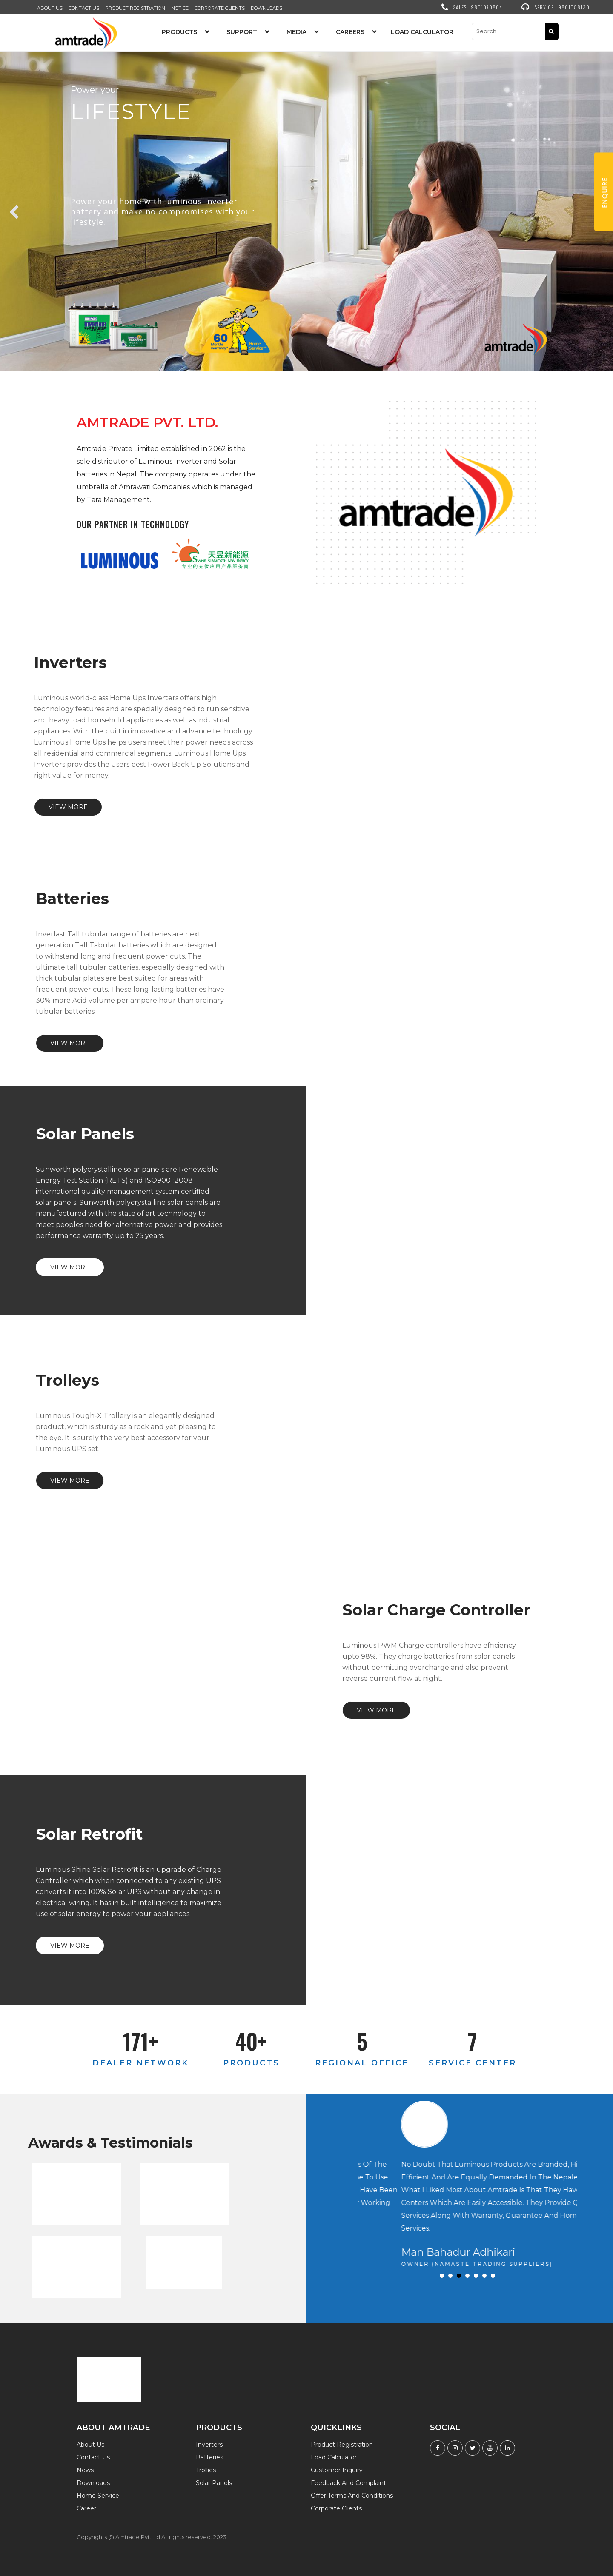 ABOUT US CONTACT US PRODUCT REGISTRATION NOTICE CORPORATE CLIENTS DOWNLOADS
SALES : 9801070804 SERVICE : 9801088130
amtrade
PRODUCTS SUPPORT MEDIA CAREERS LOAD CALCULATOR
Search
Power your
LIFESTYLE
Power your home with luminous inverter
battery and make no compromises with your
lifestyle
ENQUIRE
60
amtrade
AMTRADE PVT. LTD.
Amtrade Private Limited established in 2062 is the
sole distributor of Luminous Inverter and Solar
batteries in Nepal. The company operates under the
umbrella of Amrawati Companies which is managed
by Tara Management.
OUR PARTNER IN TECHNOLOGY
LUMINOUS
天昱新能源
专业的光伏应用产品服务商
amtrade
Inverters
Luminous world-class Home Ups Inverters offers high
technology features and are specially designed to run sensitive
and heavy load household appliances as well as industrial
appliances. With the built in innovative and advance technology
Luminous Home Ups helps users meet their power needs across
all residential and commercial segments. Luminous Home Ups
Inverters provides the users best Power Back Up Solutions and
right value for money.
VIEW MORE
Batteries
Inverlast Tall tubular range of batteries are next
generation Tall Tabular batteries which are designed
to withstand long and frequent power cuts. The
ultimate tall tubular batteries, especially designed with
thick tubular plates are best suited for areas with
frequent power cuts. These long-lasting batteries have
30% more Acid volume per ampere hour than ordinary
tubular batteries.
VIEW MORE
Solar Panels
Sunworth polycrystalline solar panels are Renewable
Energy Test Station (RETS) and ISO9001:2008
international quality management system certified
solar panels. Sunworth polycrystalline solar panels are
manufactured with the state of art technology to
meet peoples need for alternative power and provides
performance warranty up to 25 years.
VIEW MORE
Trolleys
Luminous Tough-X Trollery is an elegantly designed
product, which is sturdy as a rock and yet pleasing to
the eye. It is surely the very best accessory for your
Luminous UPS set.
VIEW MORE
Solar Charge Controller
Luminous PWM Charge controllers have efficiency
upto 98%. They charge batteries from solar panels
without permitting overcharge and also prevent
reverse current flow at night.
VIEW MORE
Solar Retrofit
Luminous Shine Solar Retrofit is an upgrade of Charge
Controller which when connected to any existing UPS
converts it into 100% Solar UPS without any change in
electrical wiring. It has in built intelligence to maximize
use of solar energy to power your appliances.
VIEW MORE
171+ 40+ 5 7
DEALER NETWORK PRODUCTS REGIONAL OFFICE SERVICE CENTER
Awards & Testimonials
Of The No Doubt That Luminous Products Are Branded,
To Use Efficient And Are Equally Demanded In The
Have Been What I Liked Most About Amtrade Is That They
Working Centers Which Are Easily Accessible. They Provide
Services Along With Warranty, Guarantee And
Services.
Man Bahadur Adhikari
OWNER (NAMASTE TRADING SUPPLIERS)
ABOUT AMTRADE PRODUCTS QUICKLINKS SOCIAL
About Us Inverters Product Registration
Contact Us Batteries Load Calculator
News Trollies Customer Inquiry
Downloads Solar Panels Feedback And Complaint
Home Service Offer Terms And Conditions
Career Corporate Clients
Copyrights @ Amtrade Pvt.Ltd All rights reserved. 2023